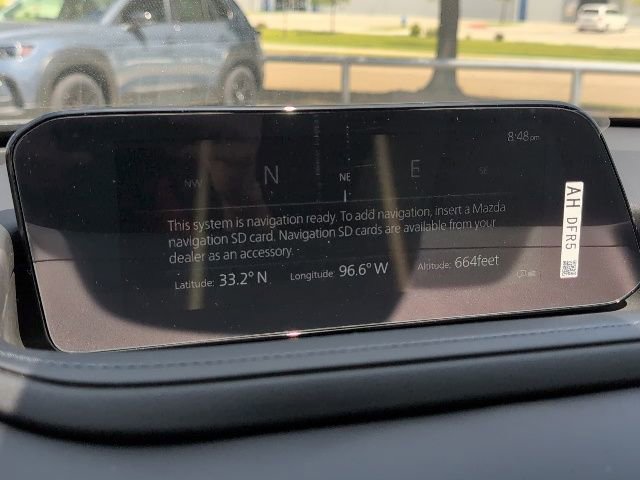 8:48pm
NW N NE E SE
This system is navigation ready. To add navigation, insert a Mazda
navigation SD card. Navigation SD cards are available from your
dealer as an accessory.
Latitude: 33.2° N Longitude: 96.6° W Altitude: 664feet
AH DFR5